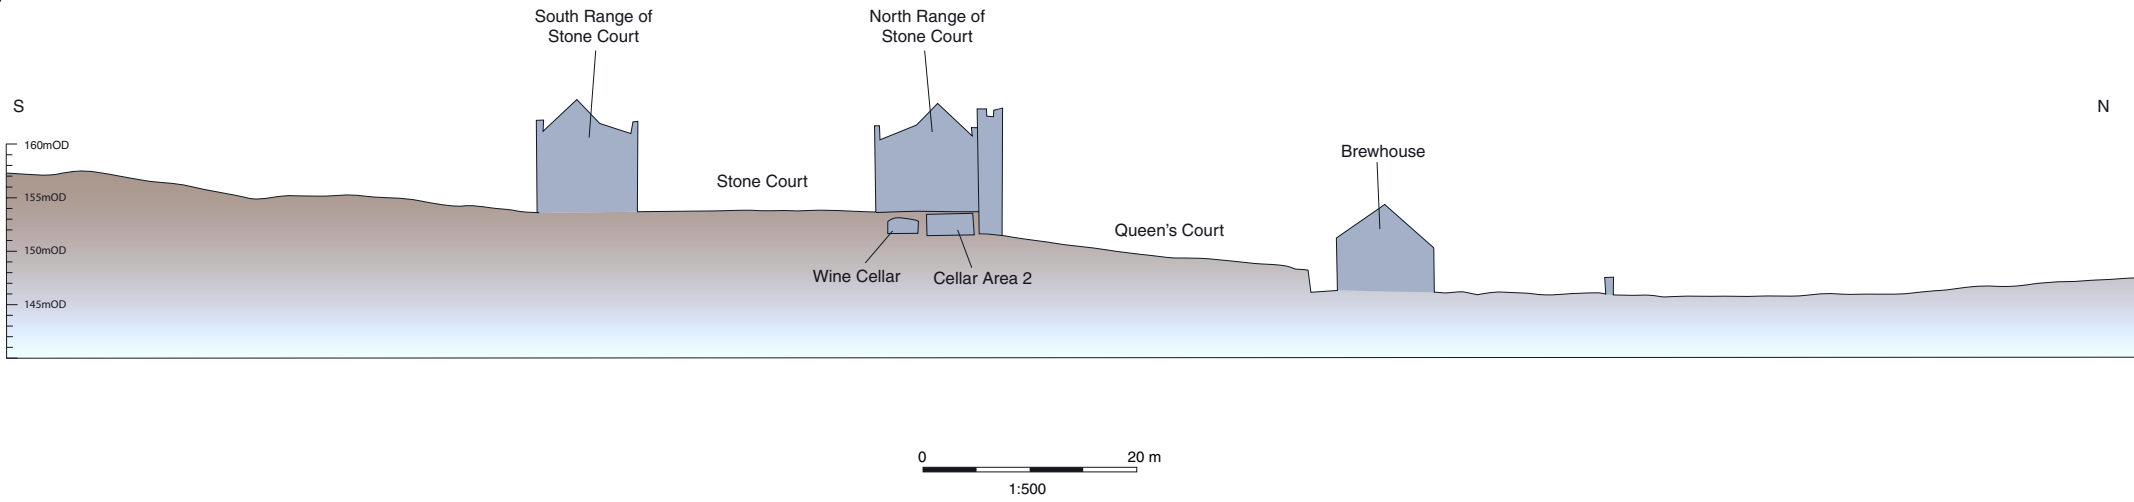 South Range of
Stone Court
North Range of
Stone Court
S
N
160mOD
Brewhouse
Stone Court
155mOD
Queen's Court
150mOD
Wine Cellar
Cellar Area 2
145mOD
0
20 m
1:500